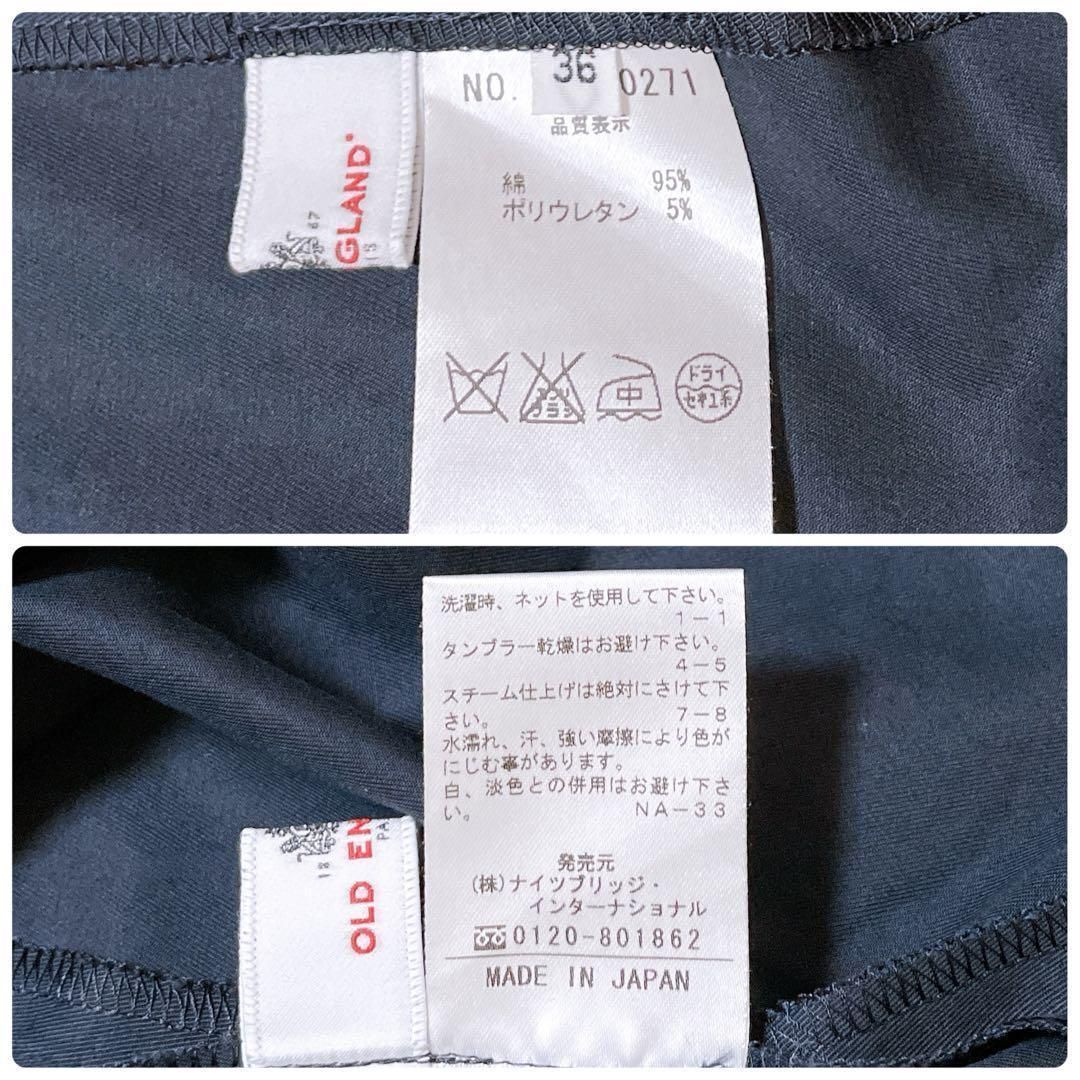 36
NO. 0271
品質表示
綿 95%
ポリウレタン 5%
GLAND
67
中
ドライ
セキユ系
洗濯時、ネットを使用して下さい。
1-1
タンブラー乾燥はお避け下さい。
4-5
スチーム仕上げは絶対にさけて下
さい。 7-8
水濡れ、汗、強い摩擦により色が
にじむ事があります。
白、淡色との併用はお避け下さ
い。 NA-33
発売元
(株)ナイツブリッジ・
インターナショナル
0120-801862
MADE IN JAPAN
18
PA
OLD EN